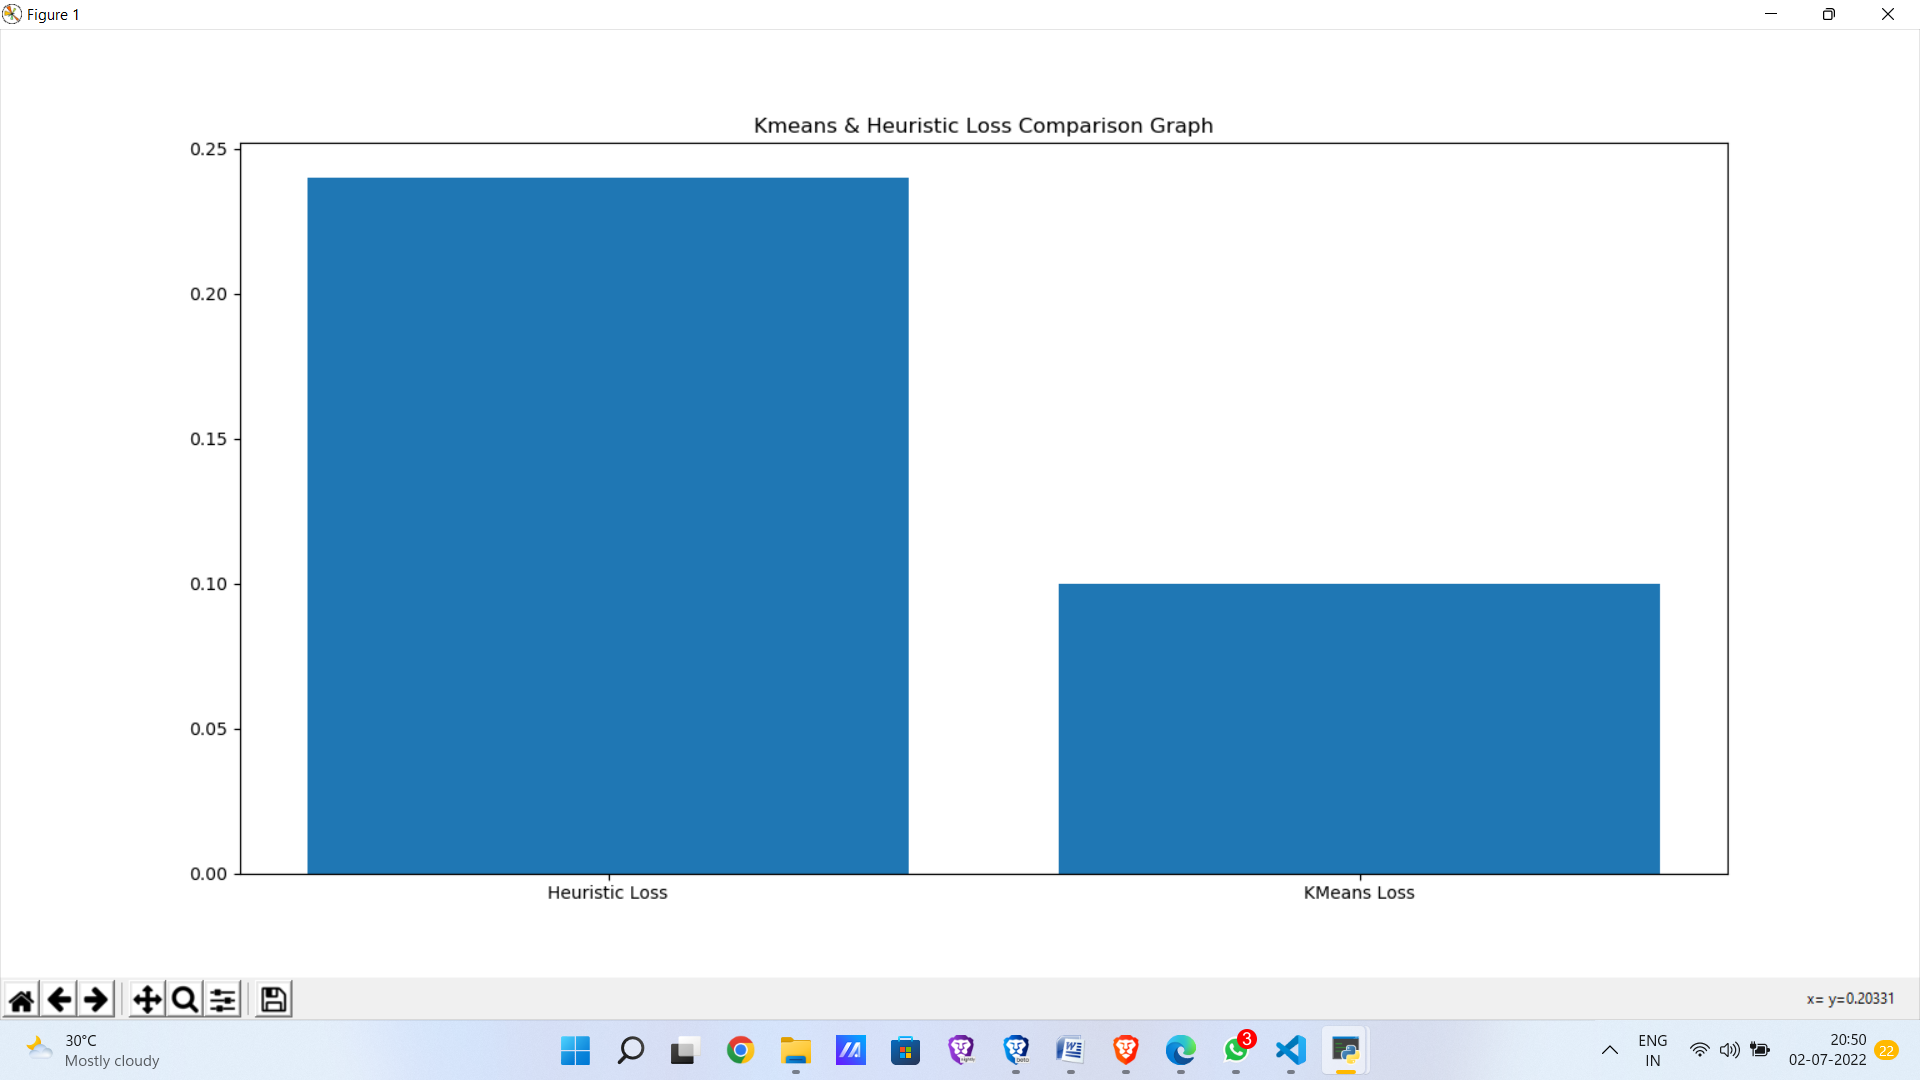 Figure 1
Kmeans & Heuristic Loss Comparison Graph
0.25
0.20
0.15
0.10
0.05
0.00
Heuristic Loss
KMeans Loss
x= y=0.20331
30°C
Mostly cloudy
3
ENG
IN
20:50
02-07-2022
22